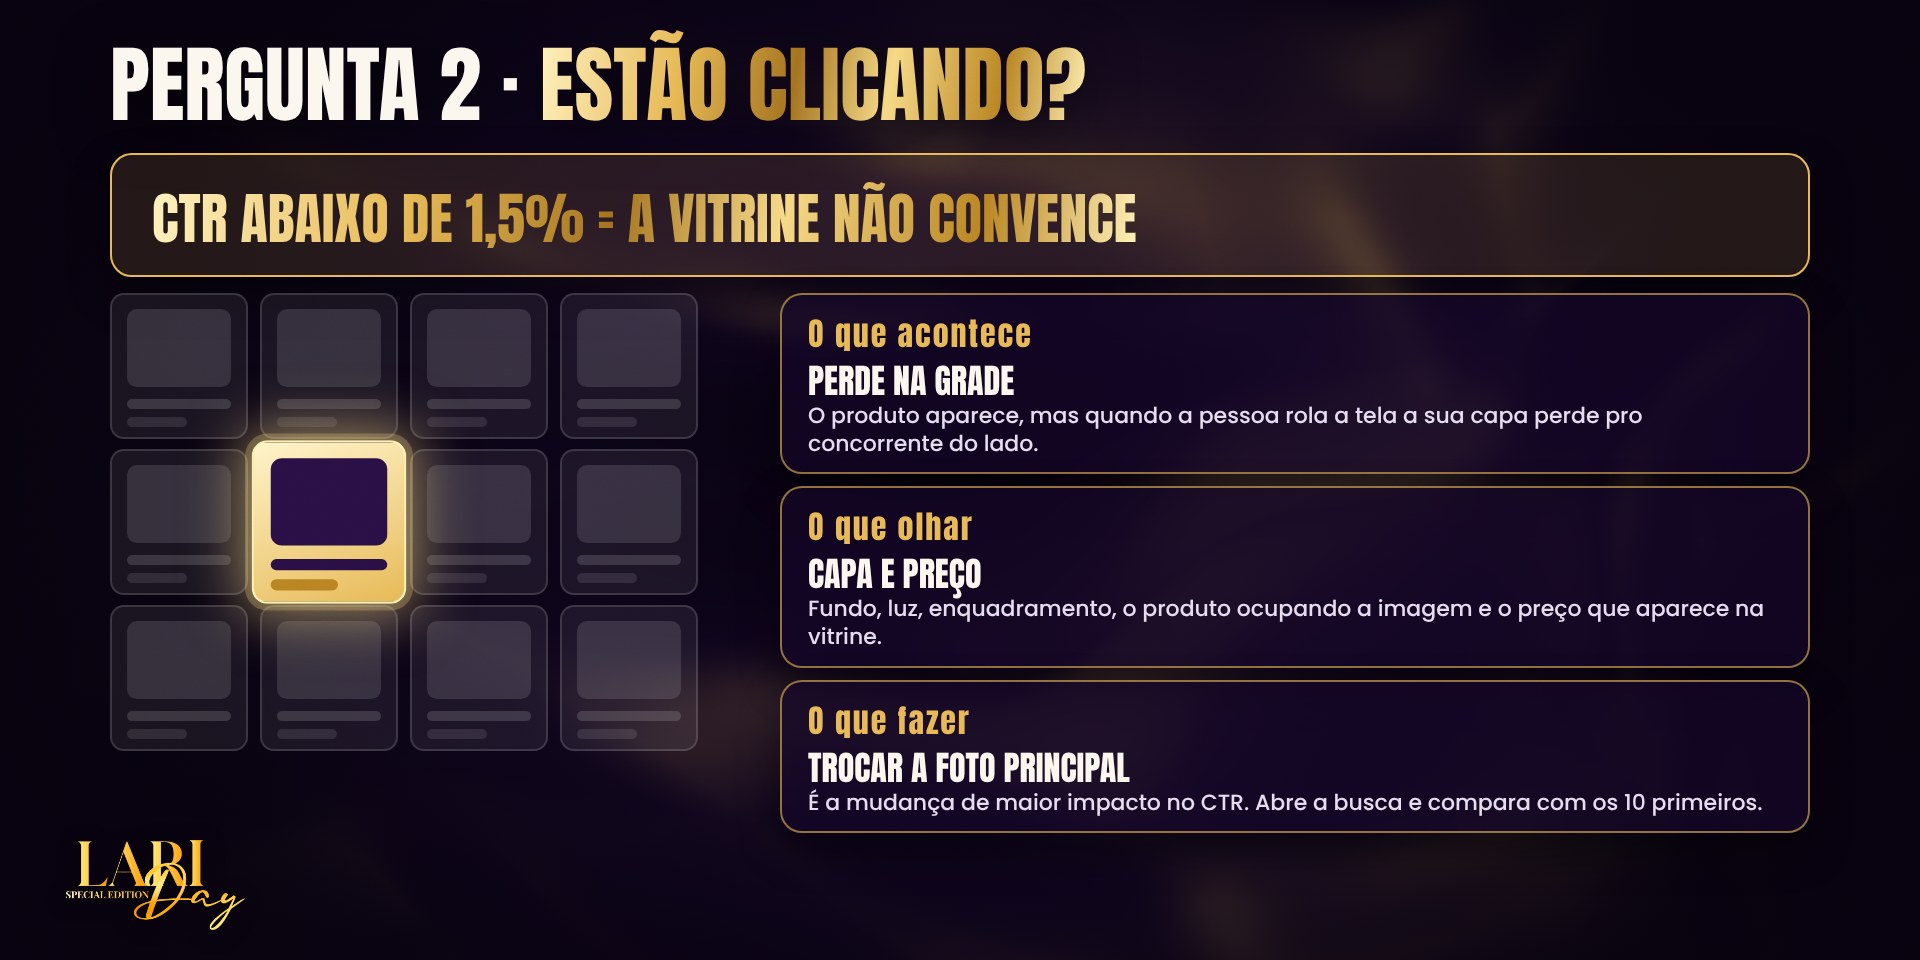 PERGUNTA 2 · ESTÃO CLICANDO?
CTR ABAIXO DE 1,5% = A VITRINE NÃO CONVENCE
O que acontece
PERDE NA GRADE
O produto aparece, mas quando a pessoa rola a tela a sua capa perde pro
concorrente do lado.
O que olhar
CAPA E PREÇO
Fundo, luz, enquadramento, o produto ocupando a imagem e o preço que aparece na
vitrine.
O que fazer
TROCAR A FOTO PRINCIPAL
É a mudança de maior impacto no CTR. Abre a busca e compara com os 10 primeiros.
LABI
SPECIAL EDITION Day